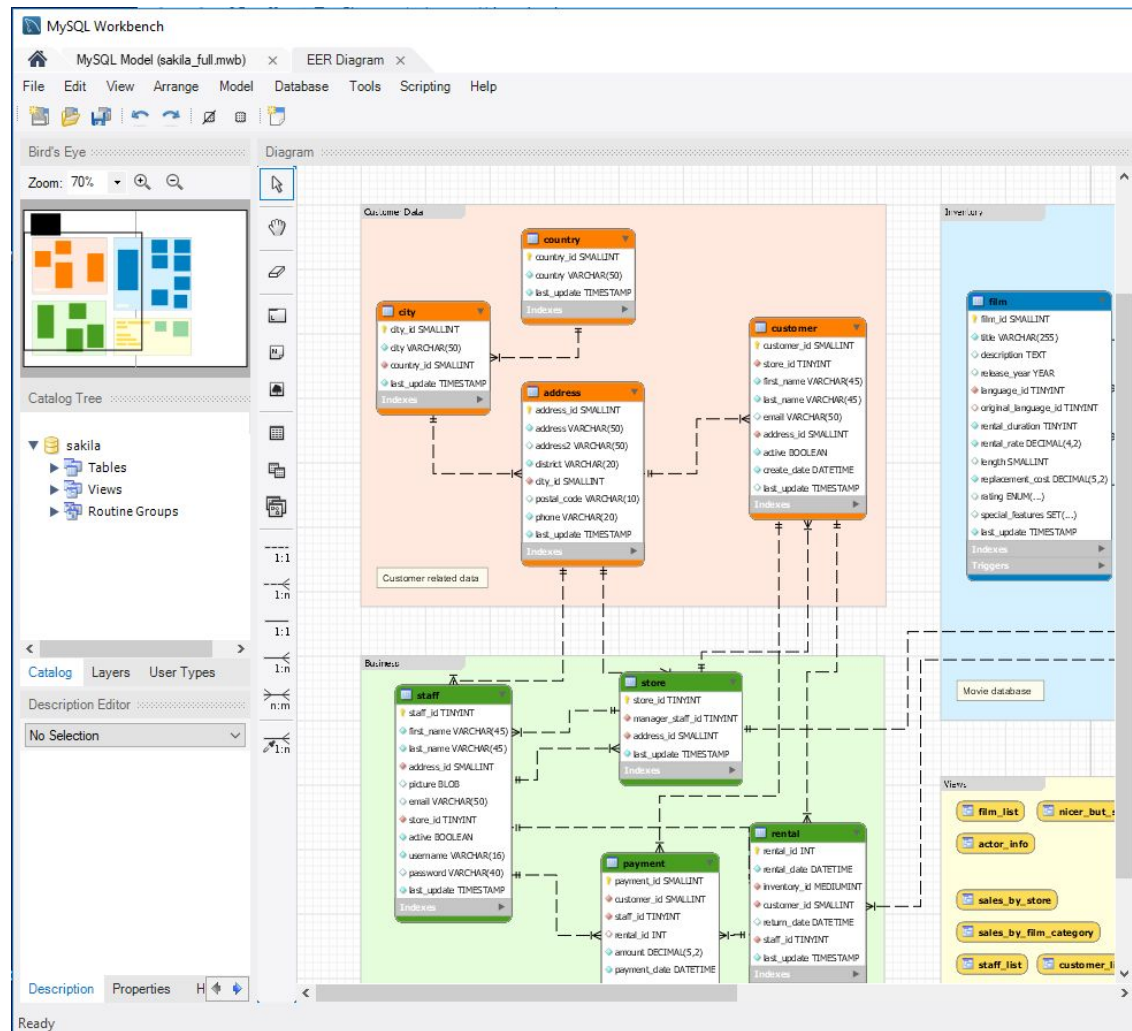 MySQL Workbench
MySQL Model (sakila_full.mwb) × EER Diagram ×
File Edit View Arrange Model Database Tools Scripting Help
Bird's Eye
Zoom: 70%
Catalog Tree
sakila
Tables
Views
Routine Groups
Catalog Layers User Types
Description Editor
No Selection
Description Properties H
Ready
Diagram
1:1
1:n
1:1
1:n
n:m
1:n
Customer Data
country
country_id SMALLINT
country VARCHAR(50)
last_update TIMESTAMP
Indexes
city
city_id SMALLINT
city VARCHAR(50)
country_id SMALLINT
last_update TIMESTAMP
Indexes
address
address_id SMALLINT
address VARCHAR(50)
address2 VARCHAR(50)
district VARCHAR(20)
city_id SMALLINT
postal_code VARCHAR(10)
phone VARCHAR(20)
last_update TIMESTAMP
Indexes
customer
customer_id SMALLINT
store_id TINYINT
first_name VARCHAR(45)
last_name VARCHAR(45)
email VARCHAR(50)
address_id SMALLINT
active BOOLEAN
create_date DATETIME
last_update TIMESTAMP
Indexes
Customer related data
Inventory
film
film_id SMALLINT
title VARCHAR(255)
description TEXT
release_year YEAR
language_id TINYINT
original_language_id TINYINT
rental_duration TINYINT
rental_rate DECIMAL(4,2)
length SMALLINT
replacement_cost DECIMAL(5,2)
rating ENUM(...)
special_features SET(...)
last_update TIMESTAMP
Indexes
Triggers
Movie database
Business
staff
staff_id TINYINT
first_name VARCHAR(45)
last_name VARCHAR(45)
address_id SMALLINT
picture BLOB
email VARCHAR(50)
store_id TINYINT
active BOOLEAN
username VARCHAR(16)
password VARCHAR(40)
last_update TIMESTAMP
Indexes
store
store_id TINYINT
manager_staff_id TINYINT
address_id SMALLINT
last_update TIMESTAMP
Indexes
payment
payment_id SMALLINT
customer_id SMALLINT
staff_id TINYINT
rental_id INT
amount DECIMAL(5,2)
payment_date DATETIME
rental
rental_id INT
rental_date DATETIME
inventory_id MEDIUMINT
customer_id SMALLINT
return_date DATETIME
staff_id TINYINT
last_update TIMESTAMP
Indexes
Views
film_list nicer_but_s
actor_info
sales_by_store
sales_by_film_category
staff_list customer_li